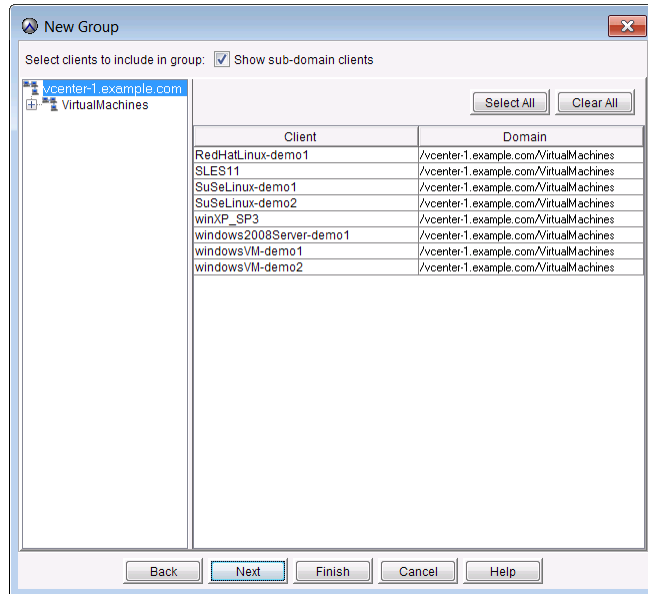 New Group
Select clients to include in group: Show sub-domain clients
vcenter-1.example.com
VirtualMachines
Select All Clear All
Client Domain
RedHatLinux-demo1 /vcenter-1.example.com/VirtualMachines
SLES11 /vcenter-1.example.com/VirtualMachines
SuSeLinux-demo1 /vcenter-1.example.com/VirtualMachines
SuSeLinux-demo2 /vcenter-1.example.com/VirtualMachines
winXP_SP3 /vcenter-1.example.com/VirtualMachines
windows2008Server-demo1 /vcenter-1.example.com/VirtualMachines
windowsVM-demo1 /vcenter-1.example.com/VirtualMachines
windowsVM-demo2 /vcenter-1.example.com/VirtualMachines
Back Next Finish Cancel Help